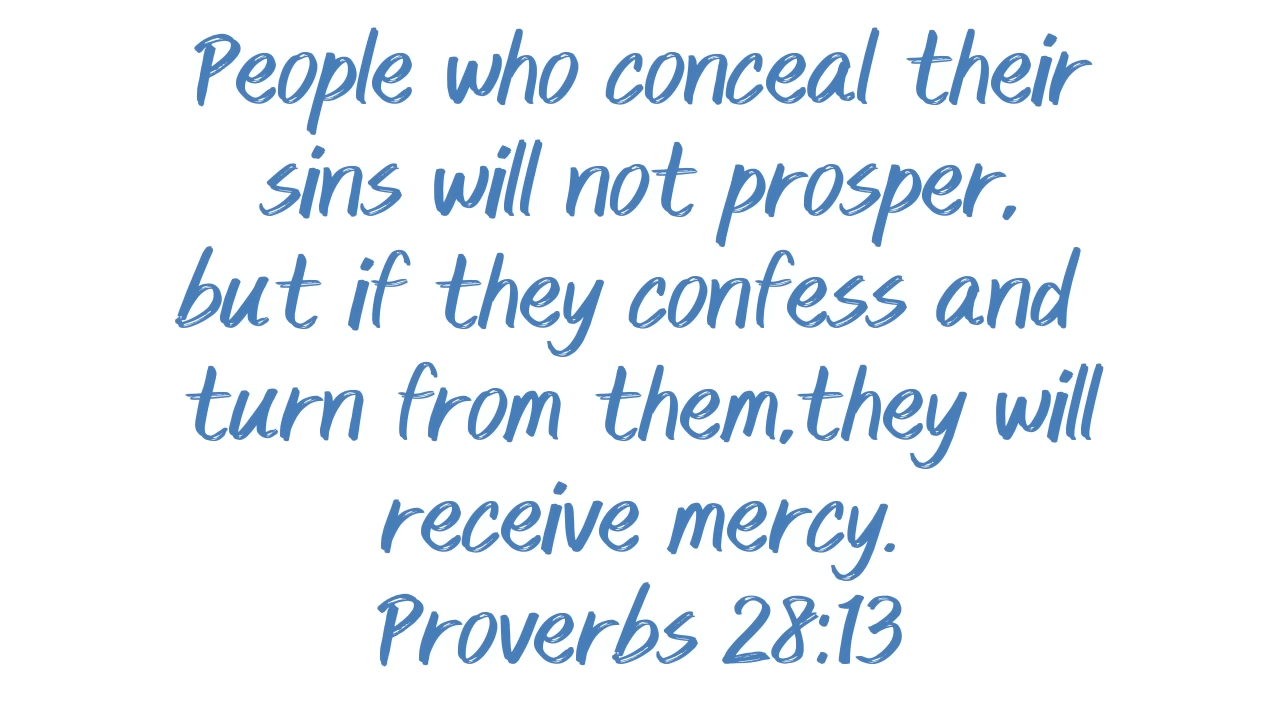 People who conceal their
sins will not prosper,
but if they confess and
turn from them,they will
receive mercy.
Proverbs 28:13